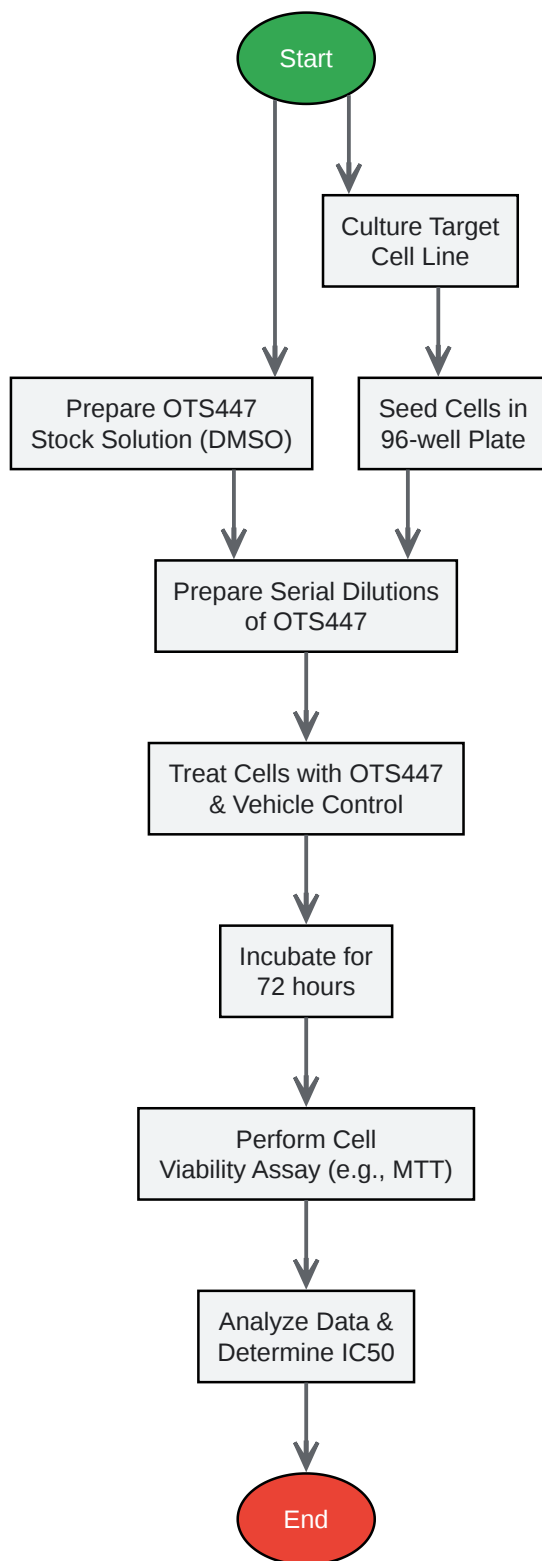 Start
Culture Target
Cell Line
Prepare OTS447
Stock Solution (DMSO)
Seed Cells in
96-well Plate
Prepare Serial Dilutions
of OTS447
Treat Cells with OTS447
& Vehicle Control
Incubate for
72 hours
Perform Cell
Viability Assay (e.g., MTT)
Analyze Data &
Determine IC50
End